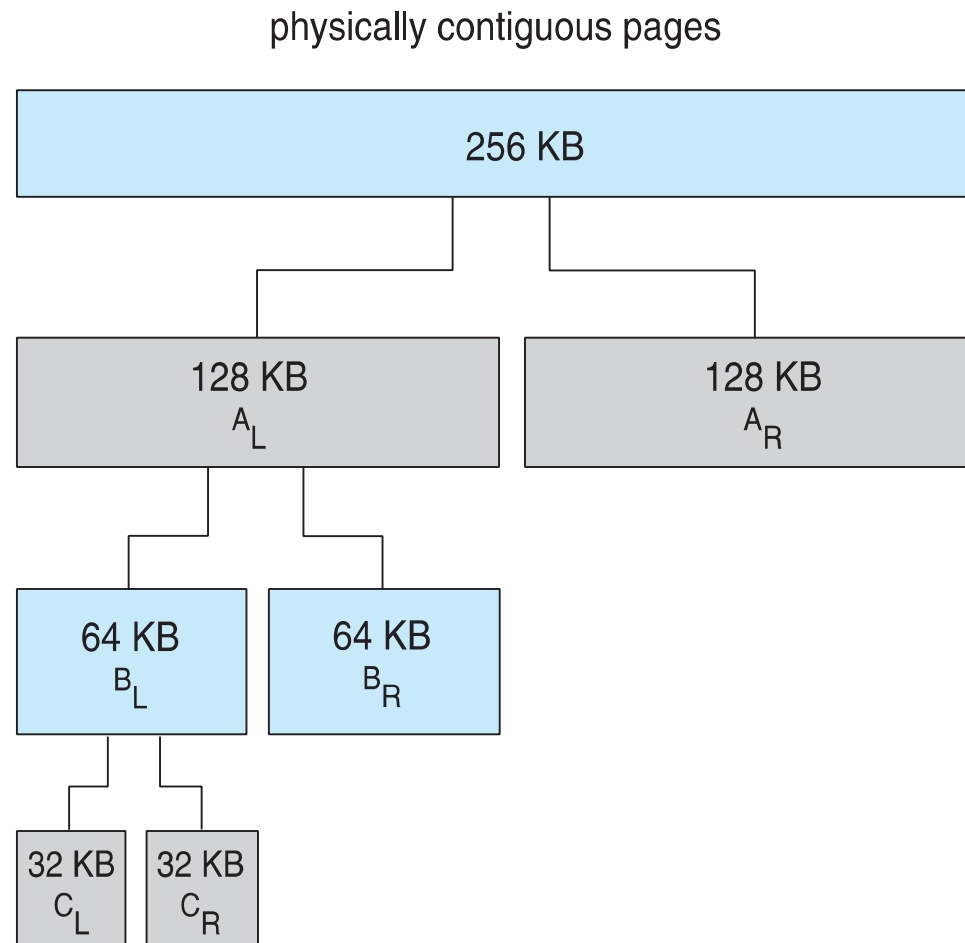 physically contiguous pages
256 KB
128 KB
A_L
128 KB
A_R
64 KB
B_L
64 KB
B_R
32 KB
C_L
32 KB
C_R